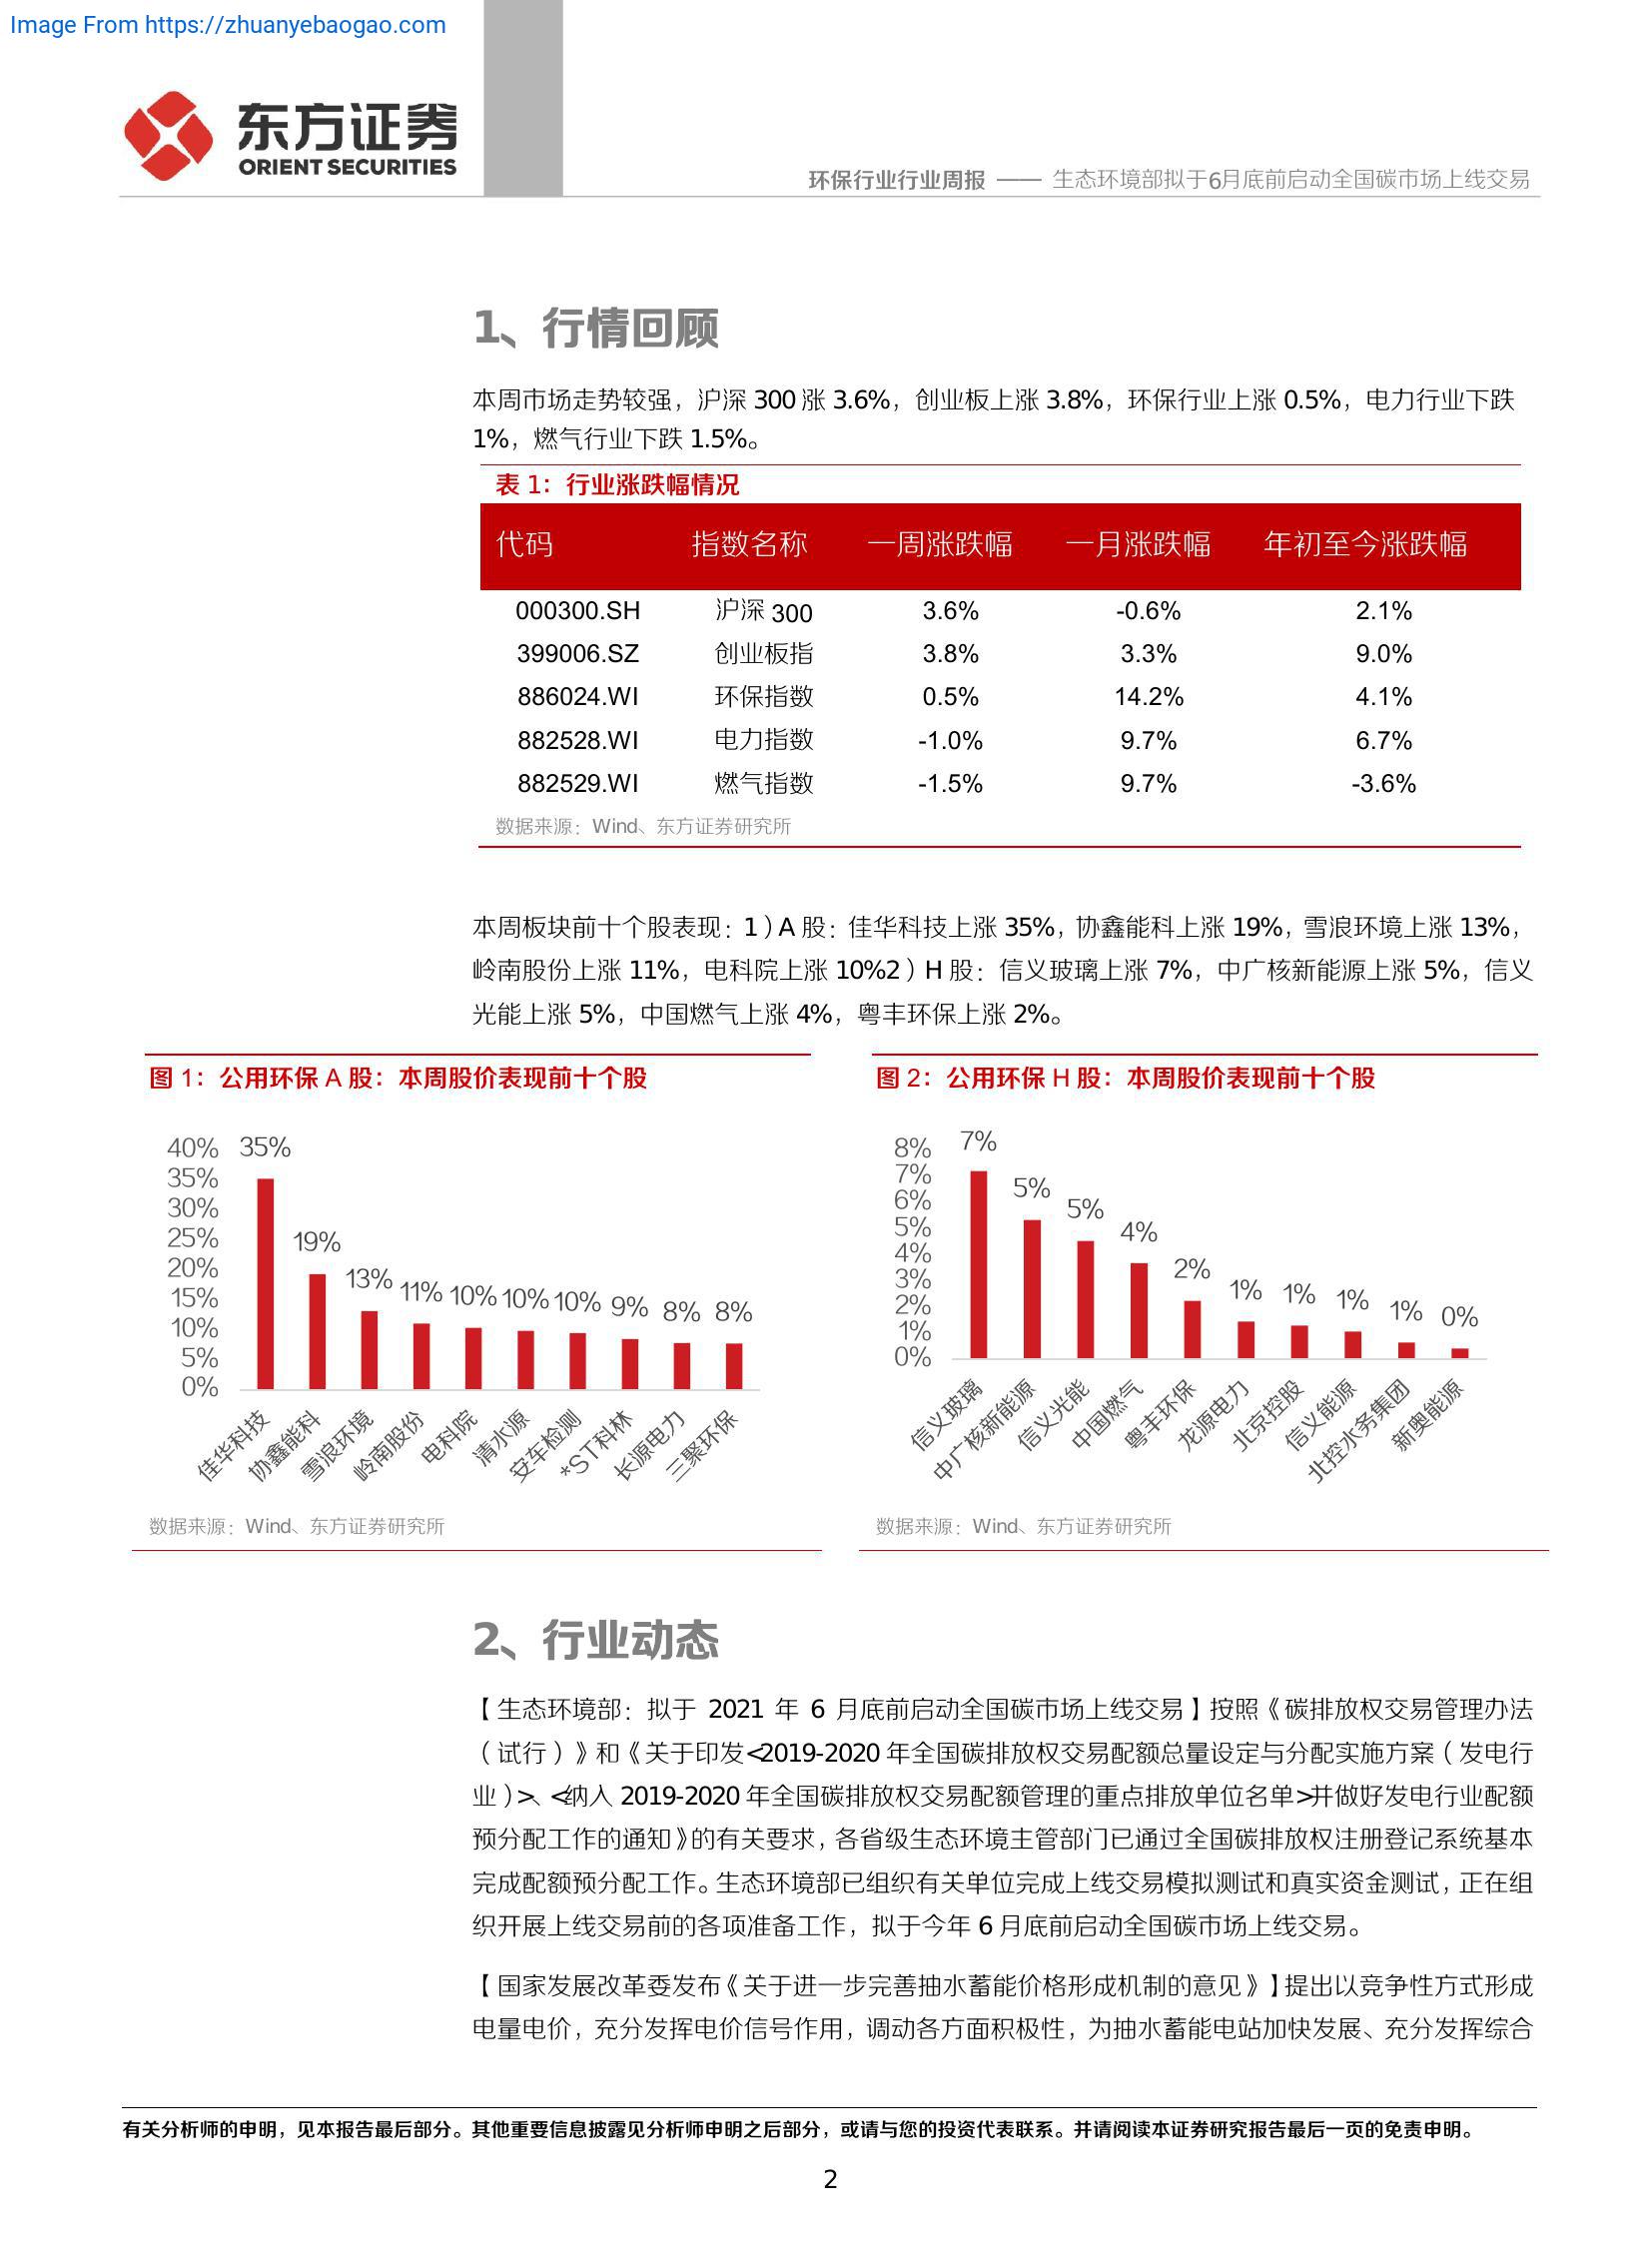 Image From https://zhuanyebaogao.com
东方证券
ORIENT SECURITIES
环保行业行业周报 —— 生态环境部拟于6月底前启动全国碳市场上线交易
1、行情回顾
本周市场走势较强，沪深 300 涨 3.6%，创业板上涨 3.8%，环保行业上涨 0.5%，电力行业下跌
1%，燃气行业下跌 1.5%。
表 1：行业涨跌幅情况
代码 指数名称 一周涨跌幅 一月涨跌幅 年初至今涨跌幅
000300.SH 沪深 300 3.6% -0.6% 2.1%
399006.SZ 创业板指 3.8% 3.3% 9.0%
886024.WI 环保指数 0.5% 14.2% 4.1%
882528.WI 电力指数 -1.0% 9.7% 6.7%
882529.WI 燃气指数 -1.5% 9.7% -3.6%
数据来源：Wind、东方证券研究所
本周板块前十个股表现：1）A 股：佳华科技上涨 35%，协鑫能科上涨 19%，雪浪环境上涨 13%，
岭南股份上涨 11%，电科院上涨 10%2）H 股：信义玻璃上涨 7%，中广核新能源上涨 5%，信义
光能上涨 5%，中国燃气上涨 4%，粤丰环保上涨 2%。
图 1：公用环保 A 股：本周股价表现前十个股
40%
35%
30%
25%
20%
15%
10%
5%
0%
35% 19% 13% 11% 10% 10% 10% 9% 8% 8%
佳华科技 协鑫能科 雪浪环境 岭南股份 电科院 清水源 安车检测 *ST科林 长源电力 三聚环保
数据来源：Wind、东方证券研究所
图 2：公用环保 H 股：本周股价表现前十个股
8%
7%
6%
5%
4%
3%
2%
1%
0%
7% 5% 5% 4% 2% 1% 1% 1% 1% 0%
信义玻璃 中广核新能源 信义光能 中国燃气 粤丰环保 龙源电力 北京控股 信义能源 北控水务集团 新奥能源
数据来源：Wind、东方证券研究所
2、行业动态
【生态环境部：拟于 2021 年 6 月底前启动全国碳市场上线交易】按照《碳排放权交易管理办法
（试行）》和《关于印发<2019-2020 年全国碳排放权交易配额总量设定与分配实施方案（发电行
业）>、<纳入 2019-2020 年全国碳排放权交易配额管理的重点排放单位名单>并做好发电行业配额
预分配工作的通知》的有关要求，各省级生态环境主管部门已通过全国碳排放权注册登记系统基本
完成配额预分配工作。生态环境部已组织有关单位完成上线交易模拟测试和真实资金测试，正在组
织开展上线交易前的各项准备工作，拟于今年 6 月底前启动全国碳市场上线交易。
【国家发展改革委发布《关于进一步完善抽水蓄能价格形成机制的意见》】提出以竞争性方式形成
电量电价，充分发挥电价信号作用，调动各方面积极性，为抽水蓄能电站加快发展、充分发挥综合
有关分析师的申明，见本报告最后部分。其他重要信息披露见分析师申明之后部分，或请与您的投资代表联系。并请阅读本证券研究报告最后一页的免责申明。
2